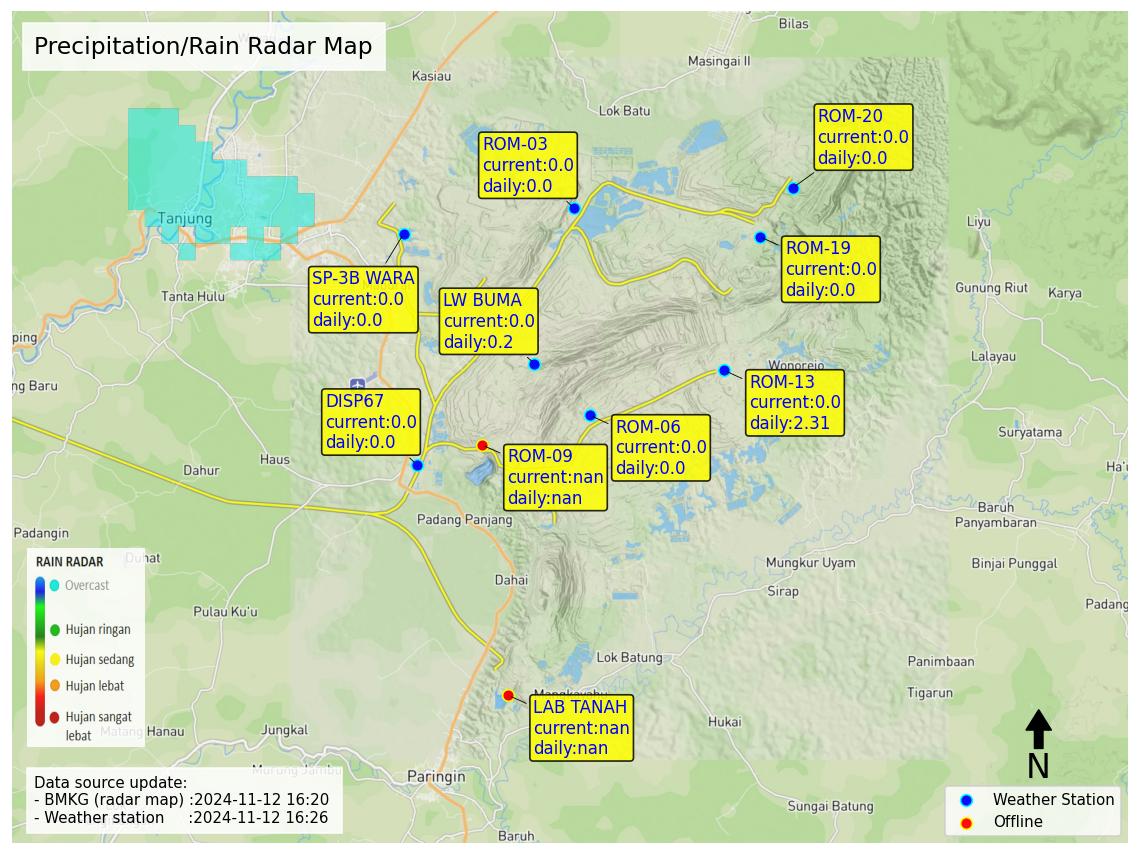 Precipitation/Rain Radar Map
Bilas
Masingai II
Kasiau
Lok Batu
ROM-20
current:0.0
daily:0.0
ROM-03
current:0.0
daily:0.0
Tanjung
Liyu
ROM-19
current:0.0
daily:0.0
SP-3B WARA
current:0.0
daily:0.0
Tanta Hulu
LW BUMA
current:0.0
daily:0.2
Gunung Riut
Karya
ping
Lalayau
Wonorejo
ng Baru
ROM-13
current:0.0
daily:2.31
DISP67
current:0.0
daily:0.0
ROM-06
current:0.0
daily:0.0
Suryatama
ROM-09
current:nan
daily:nan
Haus
Dahur
Ha'u
Baruh
Panyambaran
Padang Panjang
Padangin
Duhat
Mungkur Uyam
Binjai Punggal
RAIN RADAR
Overcast
Hujan ringan
Hujan sedang
Hujan lebat
Hujan sangat
lebat
Dahai
Sirap
Padang
Pulau Ku'u
Lok Batung
Panimbaan
Tigarun
LAB TANAH
current:nan
daily:nan
Hukai
Matang Hanau
Jungkal
Murung Jambu
Paringin
N
Data source update:
- BMKG (radar map) :2024-11-12 16:20
- Weather station :2024-11-12 16:26
Sungai Batung
Baruh
Weather Station
Offline